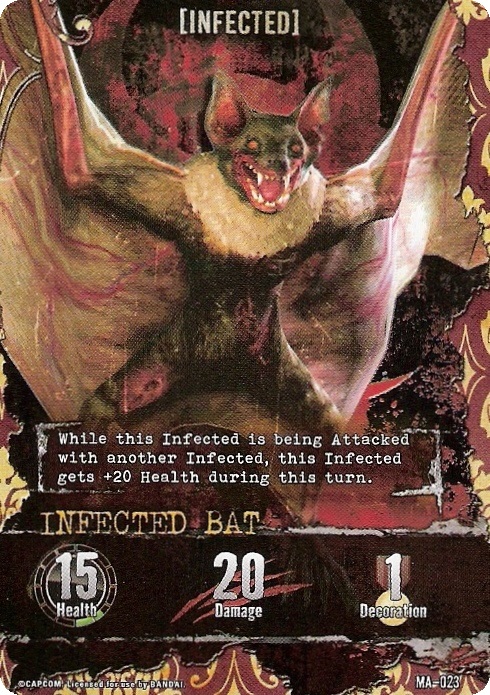 [INFECTED]
While this Infected is being Attacked
with another Infected, this Infected
gets +20 Health during this turn.
INFECTED BAT
15
Health
20
Damage
1
Decoration
©CAPCOM. Licensed for use by BANDAI.
MA-023